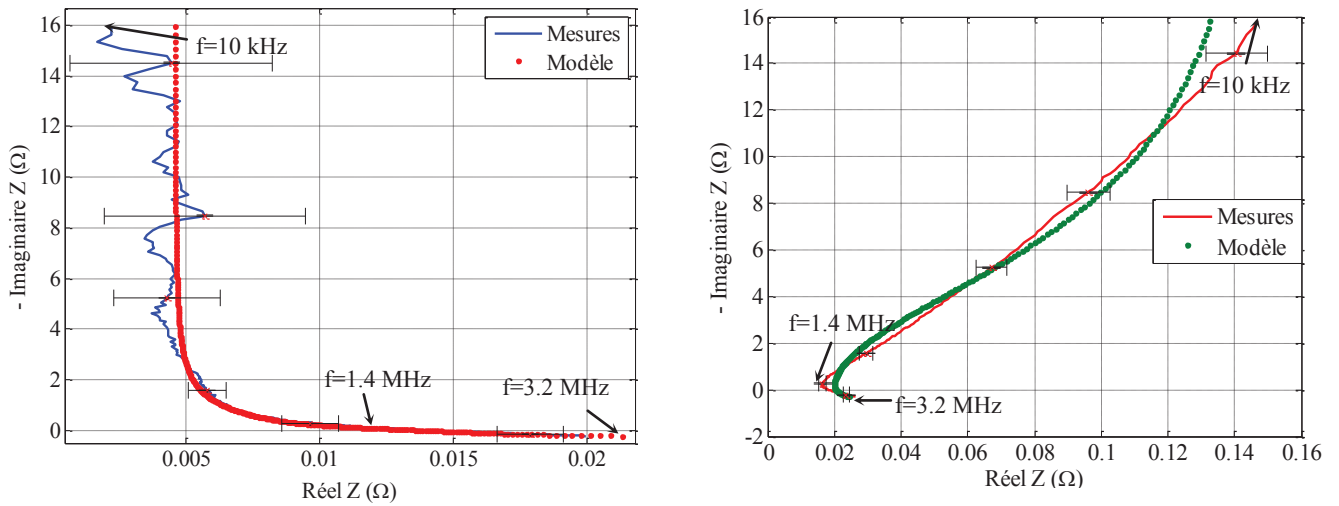 16
14
12
10
8
6
4
2
0
- Imaginaire Z (Ω)
0.005
0.01
0.015
0.02
Réel Z (Ω)
f=10 kHz
Mesures
Modèle
f=1.4 MHz
f=3.2 MHz
16
14
12
10
8
6
4
2
0
-2
- Imaginaire Z (Ω)
0
0.02
0.04
0.06
0.08
0.1
0.12
0.14
0.16
Réel Z (Ω)
f=10 kHz
Mesures
Modèle
f=1.4 MHz
f=3.2 MHz